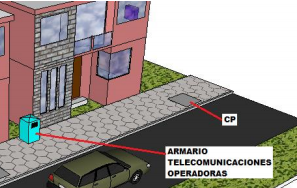 CP
ARMARIO
TELECOMUNICACIONES
OPERADORAS